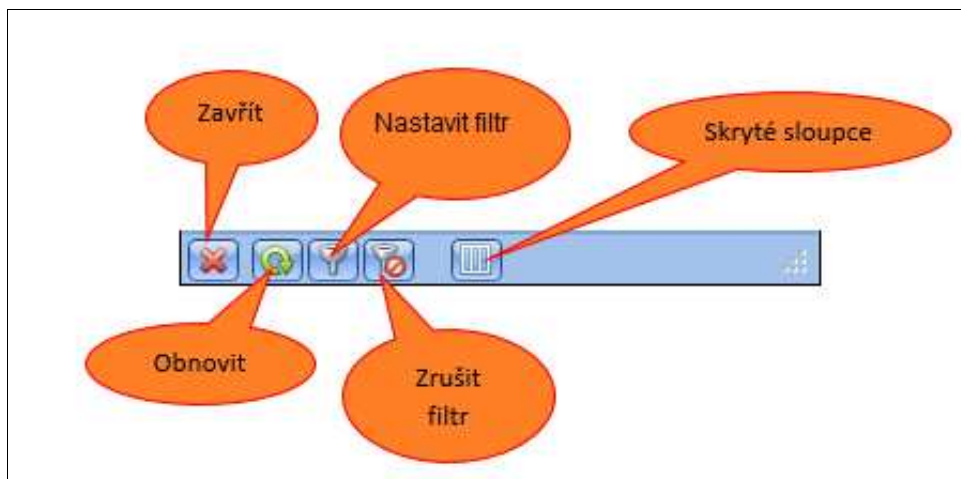 Zavřít
Nastavit filtr
Skryté sloupce
Obnovit
Zrušit
filtr